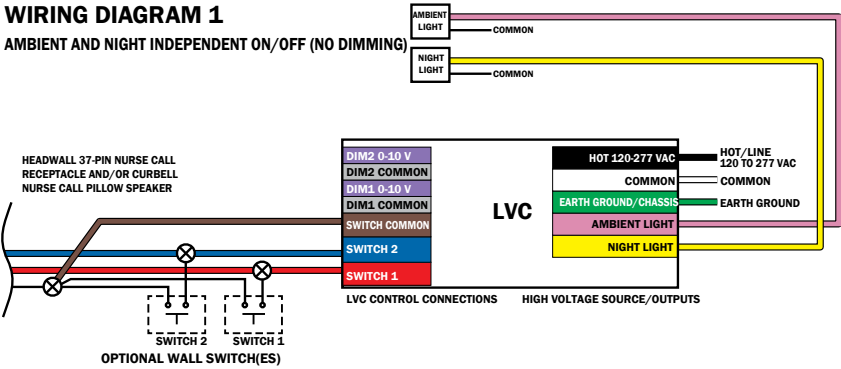 WIRING DIAGRAM 1
AMBIENT AND NIGHT INDEPENDENT ON/OFF (NO DIMMING)
AMBIENT
LIGHT
COMMON
NIGHT
LIGHT
COMMON
HEADWALL 37-PIN NURSE CALL
RECEPTACLE AND/OR CURBELL
NURSE CALL PILLOW SPEAKER
DIM2 0-10 V
DIM2 COMMON
DIM1 0-10 V
DIM1 COMMON
SWITCH COMMON
SWITCH 2
SWITCH 1
LVC
HOT 120-277 VAC
COMMON
EARTH GROUND/CHASSIS
AMBIENT LIGHT
NIGHT LIGHT
HOT/LINE
120 TO 277 VAC
COMMON
EARTH GROUND
LVC CONTROL CONNECTIONS
HIGH VOLTAGE SOURCE/OUTPUTS
SWITCH 2
SWITCH 1
OPTIONAL WALL SWITCH(ES)